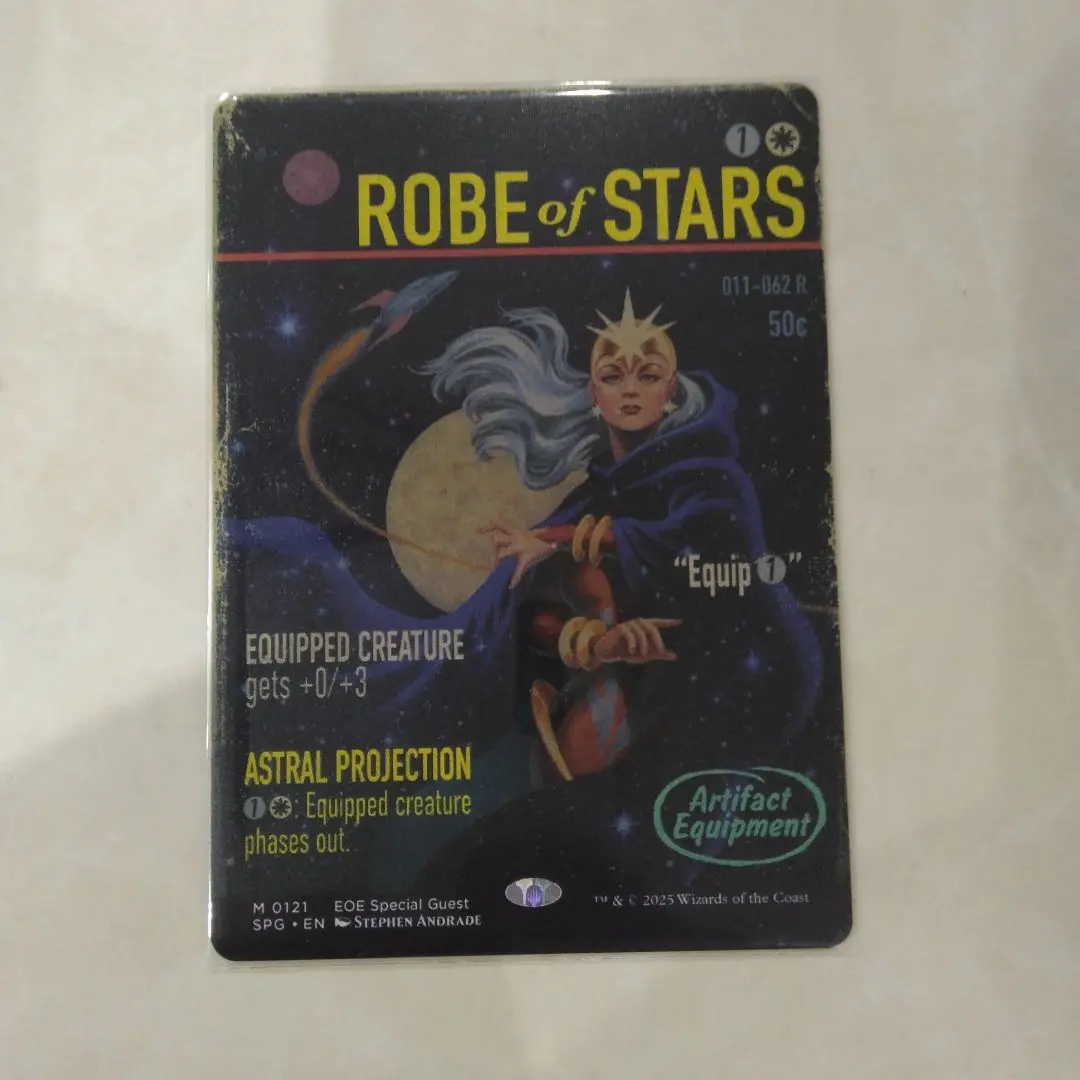 1
ROBE of STARS
011-062 R
50¢
“Equip 1”
EQUIPPED CREATURE
gets +0/+3
ASTRAL PROJECTION
1 : Equipped creature
phases out.
Artifact
Equipment
M 0121 EOE Special Guest
SPG • EN STEPHEN ANDRADE
™ & © 2025 Wizards of the Coast